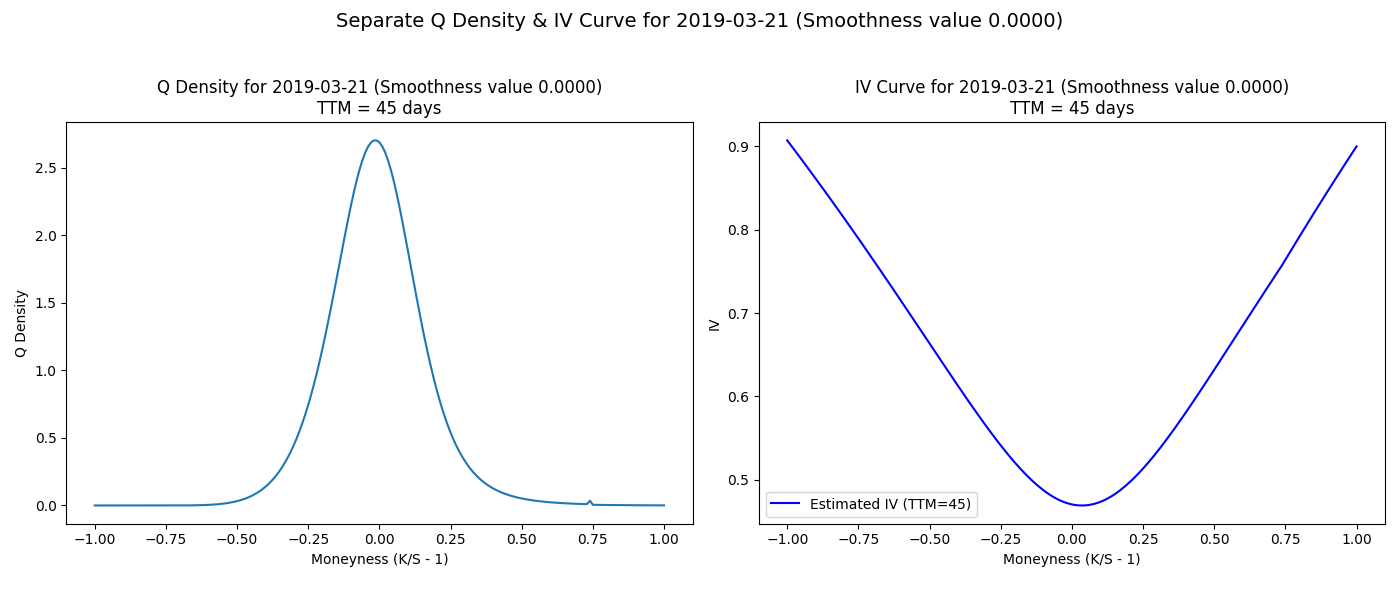 Separate Q Density & IV Curve for 2019-03-21 (Smoothness value 0.0000)
Q Density for 2019-03-21 (Smoothness value 0.0000)
TTM = 45 days
Q Density
2.5
2.0
1.5
1.0
0.5
0.0
−1.00 −0.75 −0.50 −0.25 0.00 0.25 0.50 0.75 1.00
Moneyness (K/S - 1)
IV Curve for 2019-03-21 (Smoothness value 0.0000)
TTM = 45 days
IV
0.9
0.8
0.7
0.6
0.5
Estimated IV (TTM=45)
−1.00 −0.75 −0.50 −0.25 0.00 0.25 0.50 0.75 1.00
Moneyness (K/S - 1)